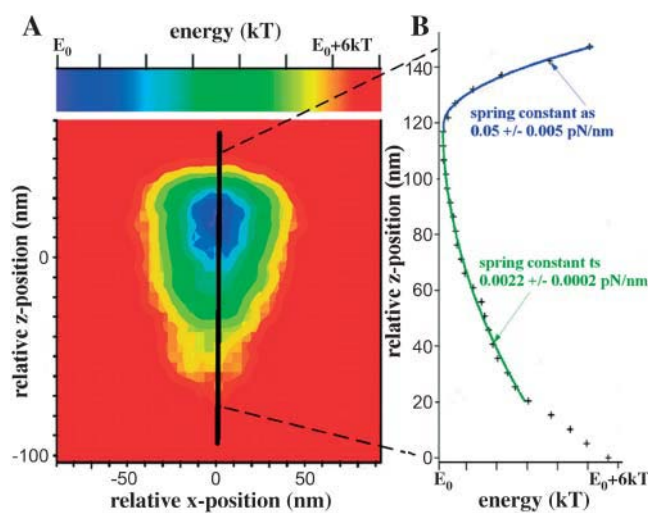 A
energy (kT)
E0
E0+6kT
relative z-position (nm)
0
-100
-50
0
50
relative x-position (nm)
B
140
120
100
80
60
40
20
0
relative z-position (nm)
spring constant as
0.05 +/- 0.005 pN/nm
spring constant ts
0.0022 +/- 0.0002 pN/nm
E0
E0+6kT
energy (kT)